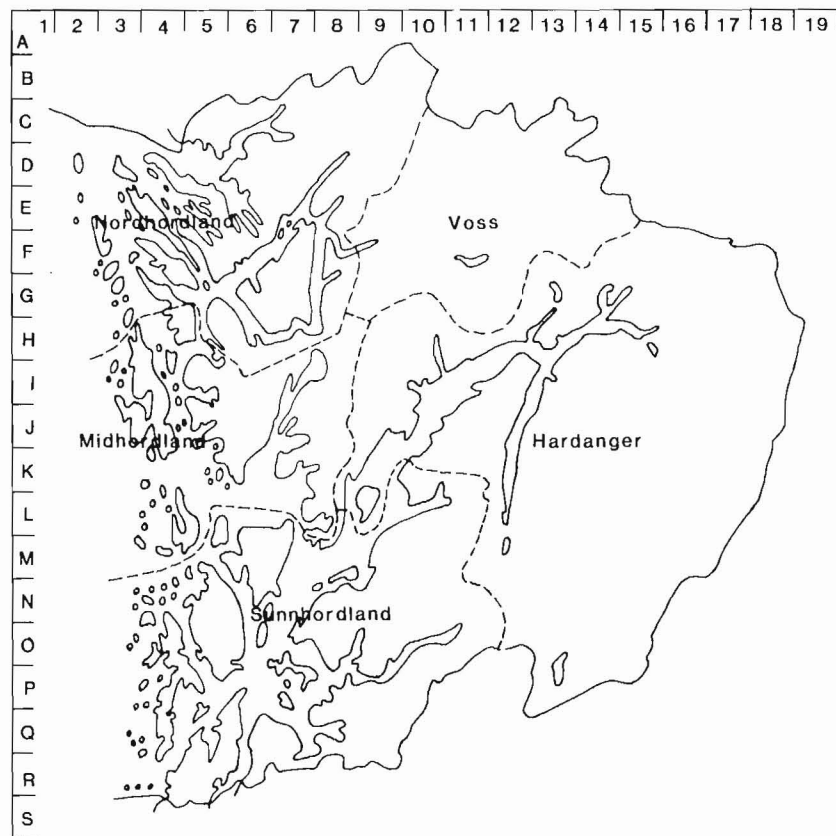 1 2 3 4 5 6 7 8 9 10 11 12 13 14 15 16 17 18 19
A
B
C
D
E
Nordhordland Voss
F
G
H
I
J
Midhordland Hardanger
K
L
M
N
Sunnhordland
O
P
Q
R
S